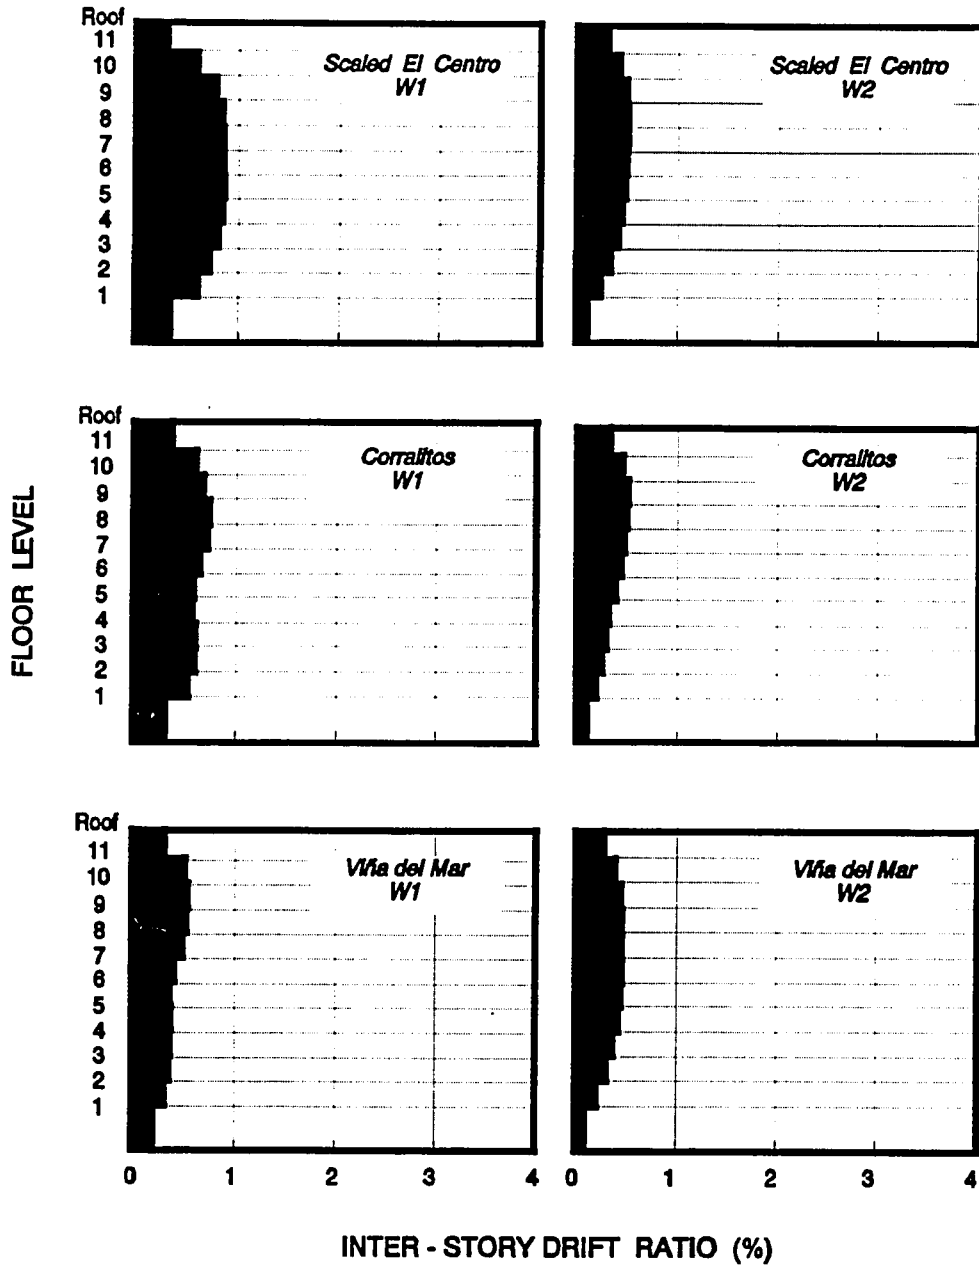 Roof
11
10
9
8
7
6
5
4
3
2
1
Scaled El Centro
W1
Scaled El Centro
W2
Roof
11
10
9
8
7
5
4
3
2
1
Corralitos
W1
Corralitos
W2
FLOOR LEVEL
Roof
11
10
9
8
7
6
5
4
3
2
1
Viña del Mar
W1
Viña del Mar
W2
0 1 2 3 4
0 1 2 3 4
INTER - STORY DRIFT RATIO (%)